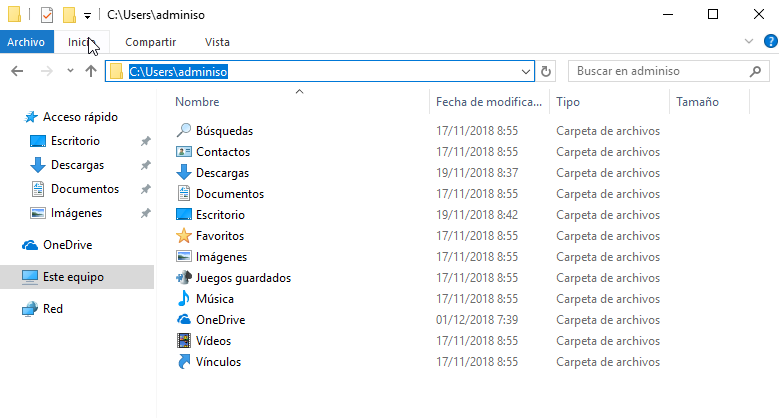 C:\Users\adminiso
Archivo Inicio Compartir Vista
C:\Users\adminiso Buscar en adminiso
Nombre Fecha de modifica... Tipo Tamaño
Acceso rápido
Escritorio
Descargas
Documentos
Imágenes
OneDrive
Este equipo
Red
Búsquedas 17/11/2018 8:55 Carpeta de archivos
Contactos 17/11/2018 8:55 Carpeta de archivos
Descargas 19/11/2018 8:37 Carpeta de archivos
Documentos 17/11/2018 8:55 Carpeta de archivos
Escritorio 19/11/2018 8:42 Carpeta de archivos
Favoritos 17/11/2018 8:55 Carpeta de archivos
Imágenes 17/11/2018 8:55 Carpeta de archivos
Juegos guardados 17/11/2018 8:55 Carpeta de archivos
Música 17/11/2018 8:55 Carpeta de archivos
OneDrive 01/12/2018 7:39 Carpeta de archivos
Vídeos 17/11/2018 8:55 Carpeta de archivos
Vínculos 17/11/2018 8:55 Carpeta de archivos